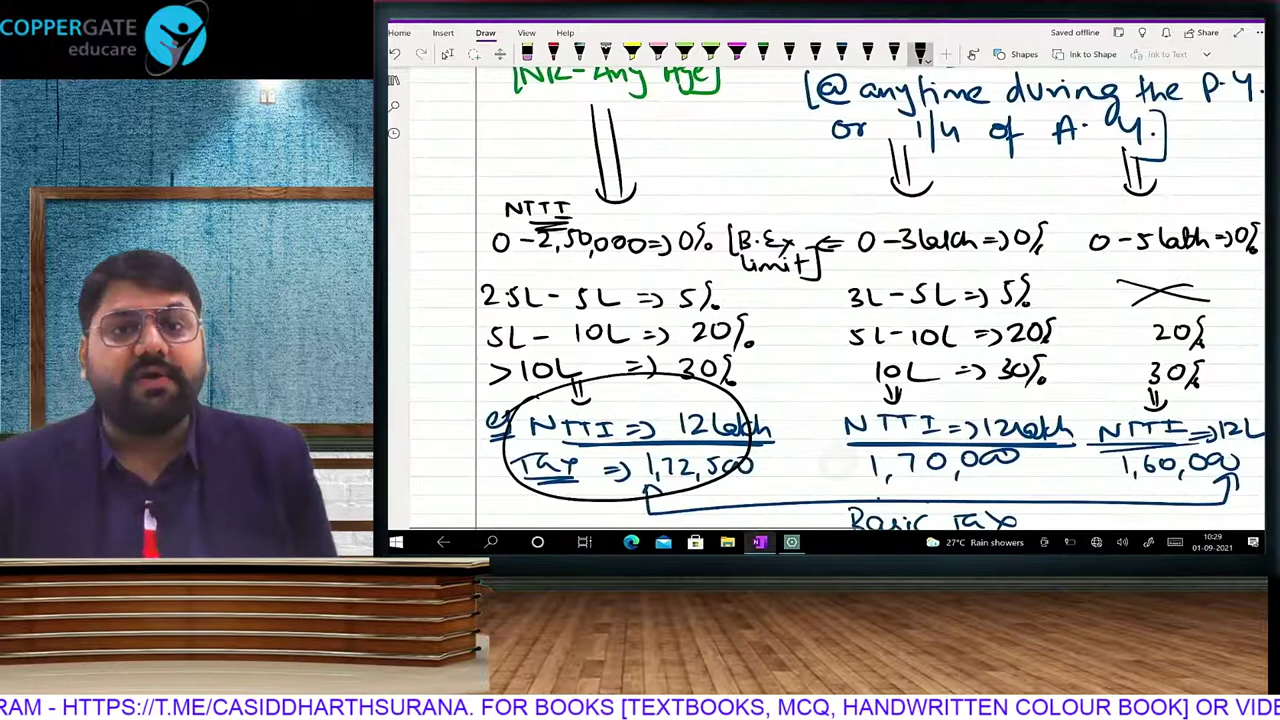 COPPERGATE
educare
Home Insert Draw View Help
Saved offline
Share
Shapes
Ink to Shape
Ink to Text
[NR-Any Age]
[@ anytime during the P.Y.
or 1/4 of A.Y.]
NTTI
0-2,50,000=>0% [B.Ex limit] <= 0-3lakh=>0% 0-5lakh=>0%
2.5L-5L => 5% 3L-5L=>5%
5L-10L => 20% 5L-10L=>20% 20%
>10L => 30% 10L =>30% 30%
eg NTTI => 12lakh NTTI=>12lakh NTTI=>12L
Tax => 1,72,500 1,70,000 1,60,000
Basic Tax
27°C Rain showers
10:29
01-09-2021
RAM - HTTPS://T.ME/CASIDDHARTHSURANA. FOR BOOKS [TEXTBOOKS, MCQ, HANDWRITTEN COLOUR BOOK] OR VIDE